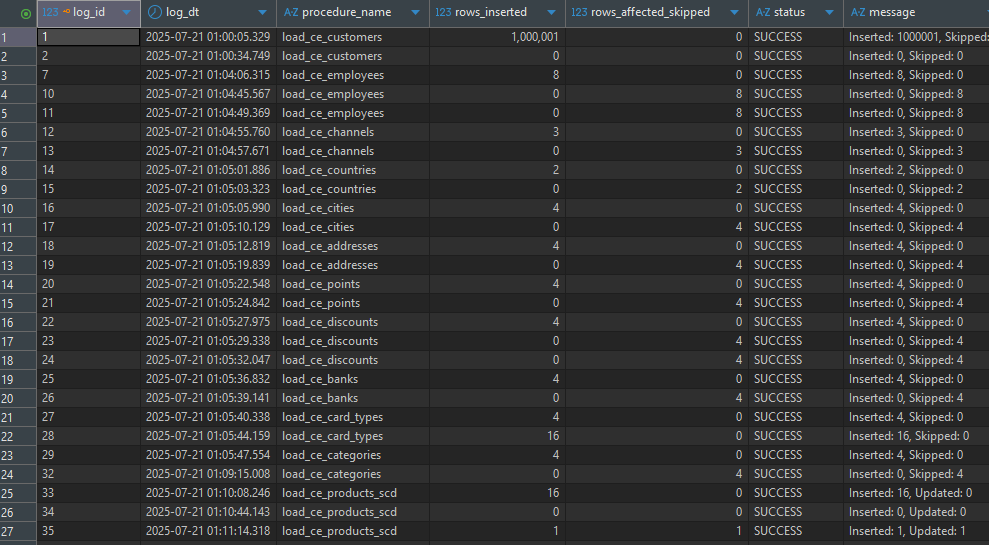 123 log_id log_dt A-Z procedure_name 123 rows_inserted 123 rows_affected_skipped A-Z status A-Z message
1 1 2025-07-21 01:00:05.329 load_ce_customers 1,000,001 0 SUCCESS Inserted: 1000001, Skipped:
2 2 2025-07-21 01:00:34.749 load_ce_customers 0 0 SUCCESS Inserted: 0, Skipped: 0
3 7 2025-07-21 01:04:06.315 load_ce_employees 8 0 SUCCESS Inserted: 8, Skipped: 0
4 10 2025-07-21 01:04:45.567 load_ce_employees 0 8 SUCCESS Inserted: 0, Skipped: 8
5 11 2025-07-21 01:04:49.369 load_ce_employees 0 8 SUCCESS Inserted: 0, Skipped: 8
6 12 2025-07-21 01:04:55.760 load_ce_channels 3 0 SUCCESS Inserted: 3, Skipped: 0
7 13 2025-07-21 01:04:57.671 load_ce_channels 0 3 SUCCESS Inserted: 0, Skipped: 3
8 14 2025-07-21 01:05:01.886 load_ce_countries 2 0 SUCCESS Inserted: 2, Skipped: 0
9 15 2025-07-21 01:05:03.323 load_ce_countries 0 2 SUCCESS Inserted: 0, Skipped: 2
10 16 2025-07-21 01:05:05.990 load_ce_cities 4 0 SUCCESS Inserted: 4, Skipped: 0
11 17 2025-07-21 01:05:10.129 load_ce_cities 0 4 SUCCESS Inserted: 0, Skipped: 4
12 18 2025-07-21 01:05:12.819 load_ce_addresses 4 0 SUCCESS Inserted: 4, Skipped: 0
13 19 2025-07-21 01:05:19.839 load_ce_addresses 0 4 SUCCESS Inserted: 0, Skipped: 4
14 20 2025-07-21 01:05:22.548 load_ce_points 4 0 SUCCESS Inserted: 4, Skipped: 0
15 21 2025-07-21 01:05:24.842 load_ce_points 0 4 SUCCESS Inserted: 0, Skipped: 4
16 22 2025-07-21 01:05:27.975 load_ce_discounts 4 0 SUCCESS Inserted: 4, Skipped: 0
17 23 2025-07-21 01:05:29.338 load_ce_discounts 0 4 SUCCESS Inserted: 0, Skipped: 4
18 24 2025-07-21 01:05:32.047 load_ce_discounts 0 4 SUCCESS Inserted: 0, Skipped: 4
19 25 2025-07-21 01:05:36.832 load_ce_banks 4 0 SUCCESS Inserted: 4, Skipped: 0
20 26 2025-07-21 01:05:39.141 load_ce_banks 0 4 SUCCESS Inserted: 0, Skipped: 4
21 27 2025-07-21 01:05:40.338 load_ce_card_types 4 0 SUCCESS Inserted: 4, Skipped: 0
22 28 2025-07-21 01:05:44.159 load_ce_card_types 16 0 SUCCESS Inserted: 16, Skipped: 0
23 29 2025-07-21 01:05:47.554 load_ce_categories 4 0 SUCCESS Inserted: 4, Skipped: 0
24 32 2025-07-21 01:09:15.008 load_ce_categories 0 4 SUCCESS Inserted: 0, Skipped: 4
25 33 2025-07-21 01:10:08.246 load_ce_products_scd 16 0 SUCCESS Inserted: 16, Updated: 0
26 34 2025-07-21 01:10:44.143 load_ce_products_scd 0 0 SUCCESS Inserted: 0, Updated: 0
27 35 2025-07-21 01:11:14.318 load_ce_products_scd 1 1 SUCCESS Inserted: 1, Updated: 1